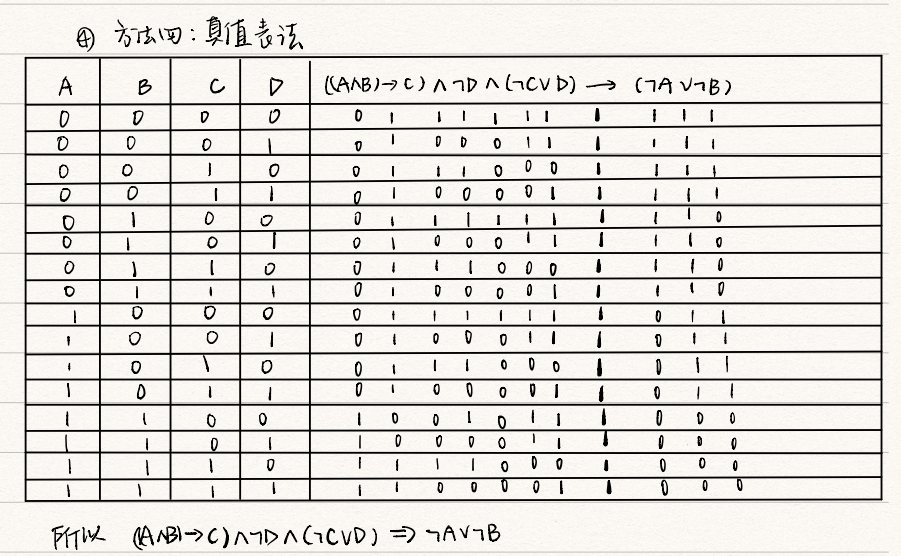 ④ 方法四:真值表法
A B C D ((A∧B)→C)∧¬D∧(¬C∨D) → (¬A∨¬B)
0 0 0 0 0 1 1 1 1 1 1 1 1 1 1
0 0 0 1 0 1 0 0 0 1 1 1 1 1 1
0 0 1 0 0 1 1 1 0 0 0 1 1 1 1
0 0 1 1 0 1 0 0 0 0 1 1 1 1 1
0 1 0 0 0 1 1 1 1 1 1 1 1 1 0
0 1 0 1 0 1 0 0 0 1 1 1 1 1 0
0 1 1 0 0 1 1 1 0 0 0 1 1 1 0
0 1 1 1 0 1 0 0 0 0 1 1 1 1 0
1 0 0 0 0 1 1 1 1 1 1 1 0 1 1
1 0 0 1 0 1 0 0 0 1 1 1 0 1 1
1 0 1 0 0 1 1 1 0 0 0 1 0 1 1
1 0 1 1 0 1 0 0 0 0 1 1 0 1 1
1 1 0 0 1 0 0 1 0 1 1 1 0 0 0
1 1 0 1 1 0 0 0 0 1 1 1 0 0 0
1 1 1 0 1 1 1 1 0 0 0 1 0 0 0
1 1 1 1 1 1 0 0 0 0 1 1 0 0 0
所以 ((A∧B)→C)∧¬D∧(¬C∨D) ⇒ ¬A∨¬B